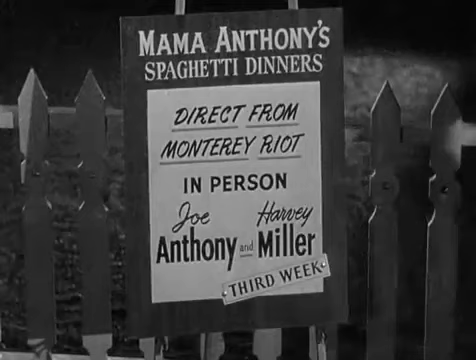 MAMA ANTHONY'S
SPAGHETTI DINNERS
DIRECT FROM
MONTEREY RIOT
IN PERSON
Joe Harvey
Anthony and Miller
THIRD WEEK